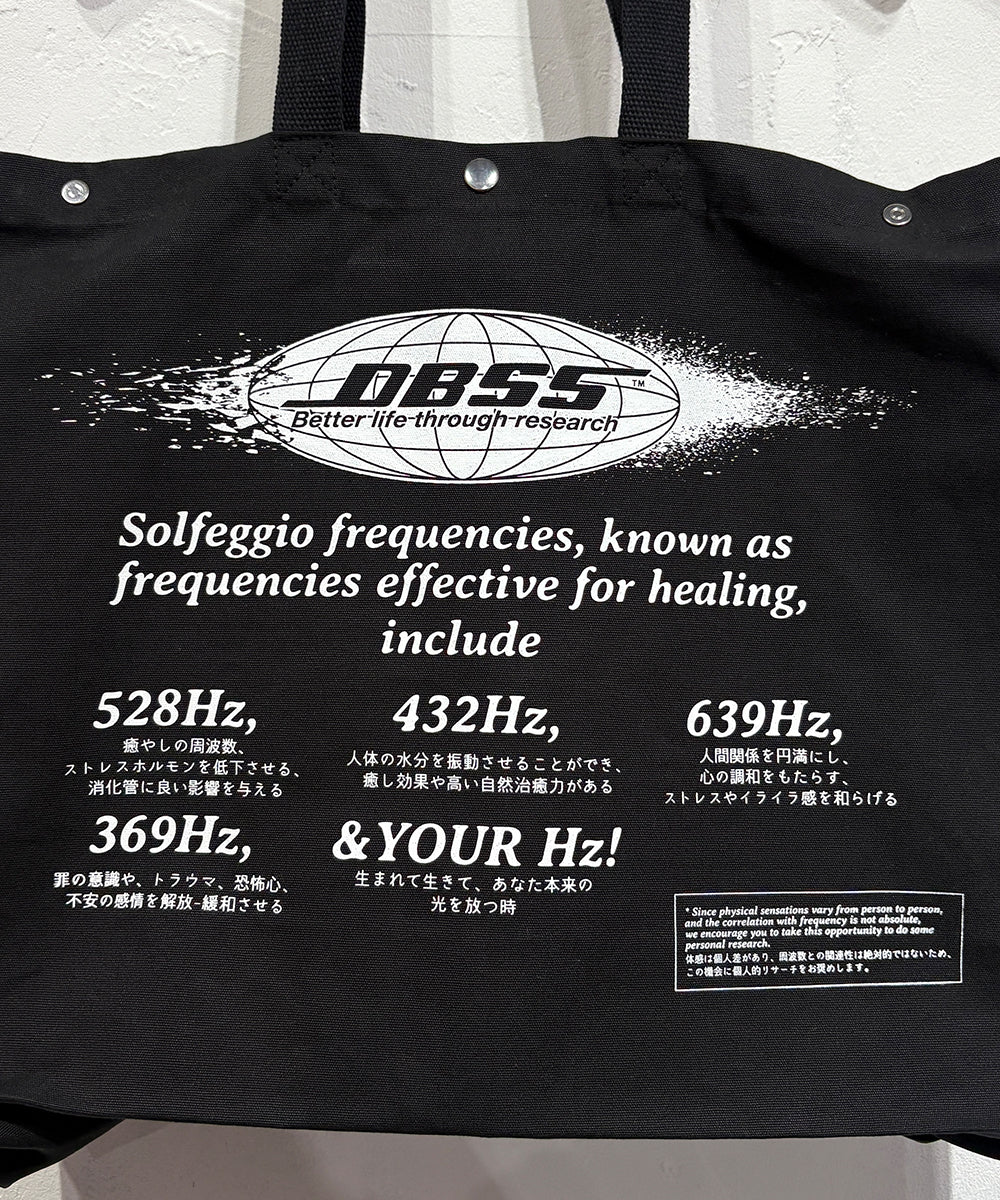 DBSS™
Better life through research
Solfeggio frequencies, known as
frequencies effective for healing,
include
528Hz,
癒やしの周波数、
ストレスホルモンを低下させる、
消化管に良い影響を与える
432Hz,
人体の水分を振動させることができ、
癒し効果や高い自然治癒力がある
639Hz,
人間関係を円満にし、
心の調和をもたらす、
ストレスやイライラ感を和らげる
369Hz,
罪の意識や、トラウマ、恐怖心、
不安の感情を解放-緩和させる
&YOUR Hz!
生まれて生きて、あなた本来の
光を放つ時
* Since physical sensations vary from person to person,
and the correlation with frequency is not absolute,
we encourage you to take this opportunity to do some
personal research.
体感は個人差があり、周波数との関連性は絶対的ではないため、
この機会に個人的リサーチをお奨めします。